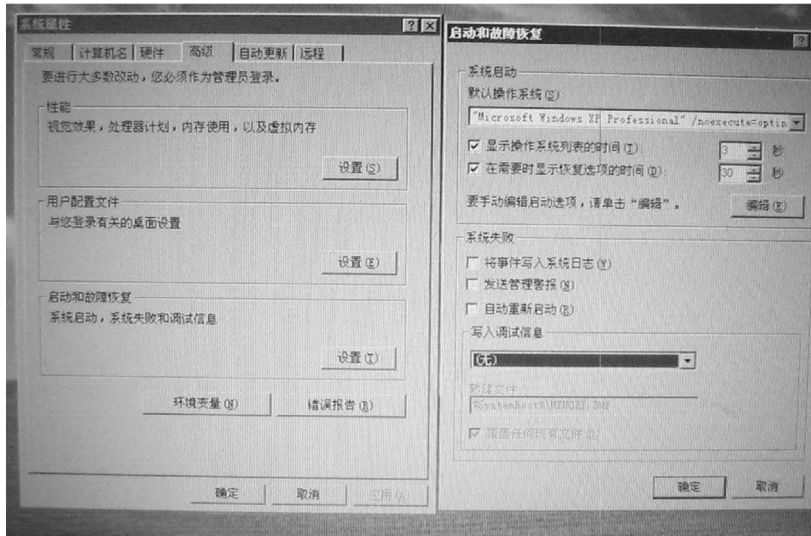 系统属性
常规 计算机名 硬件 高级 自动更新 远程
要进行大多数改动，您必须作为管理员登录。
性能
视觉效果，处理器计划，内存使用，以及虚拟内存
设置(S)
用户配置文件
与您登录有关的桌面设置
设置(E)
启动和故障恢复
系统启动，系统失败和调试信息
设置(T)
环境变量(N) 错误报告(R)
确定 取消 应用(A)
启动和故障恢复
系统启动
默认操作系统(S):
"Microsoft Windows XP Professional" /noexecute=optin
显示操作系统列表的时间(T): 3 秒
在需要时显示恢复选项的时间(D): 30 秒
要手动编辑启动选项，请单击“编辑”。 编辑(E)
系统失败
将事件写入系统日志(W)
发送管理警报(N)
自动重新启动(R)
写入调试信息
(无)
转储文件:
%SystemRoot%\MEMORY.DMP
覆盖任何现有文件(O)
确定 取消